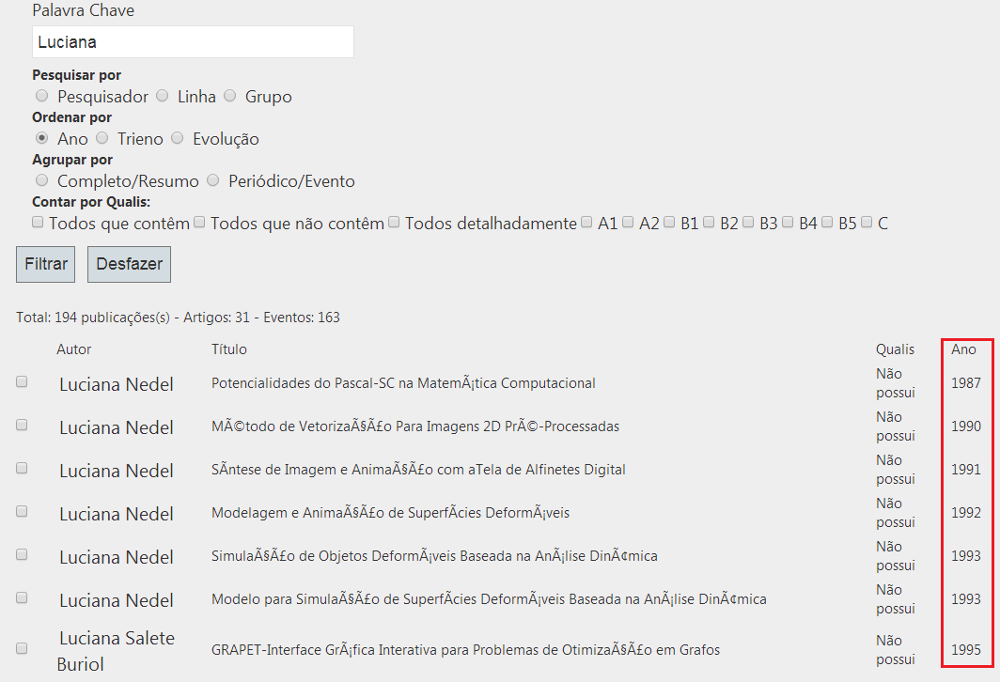 Palavra Chave
Luciana
Pesquisar por
Pesquisador Linha Grupo
Ordenar por
Ano Trieno Evolução
Agrupar por
Completo/Resumo Periódico/Evento
Contar por Qualis:
Todos que contêm Todos que não contêm Todos detalhadamente A1 A2 B1 B2 B3 B4 B5 C
Filtrar Desfazer
Total: 194 publicações(s) - Artigos: 31 - Eventos: 163
Autor Título Qualis Ano
Luciana Nedel Potencialidades do Pascal-SC na MatemÃ¡tica Computacional Não possui 1987
Luciana Nedel MÃ©todo de VetorizaÃ§Ã£o Para Imagens 2D PrÃ©-Processadas Não possui 1990
Luciana Nedel SÃntese de Imagem e AnimaÃ§Ã£o com aTela de Alfinetes Digital Não possui 1991
Luciana Nedel Modelagem e AnimaÃ§Ã£o de SuperfÃcies DeformÃ¡veis Não possui 1992
Luciana Nedel SimulaÃ§Ã£o de Objetos DeformÃ¡veis Baseada na AnÃ¡lise DinÃ¢mica Não possui 1993
Luciana Nedel Modelo para SimulaÃ§Ã£o de SuperfÃcies DeformÃ¡veis Baseada na AnÃ¡lise DinÃ¢mica Não possui 1993
Luciana Salete Buriol GRAPET-Interface GrÃ¡fica Interativa para Problemas de OtimizaÃ§Ã£o em Grafos Não possui 1995